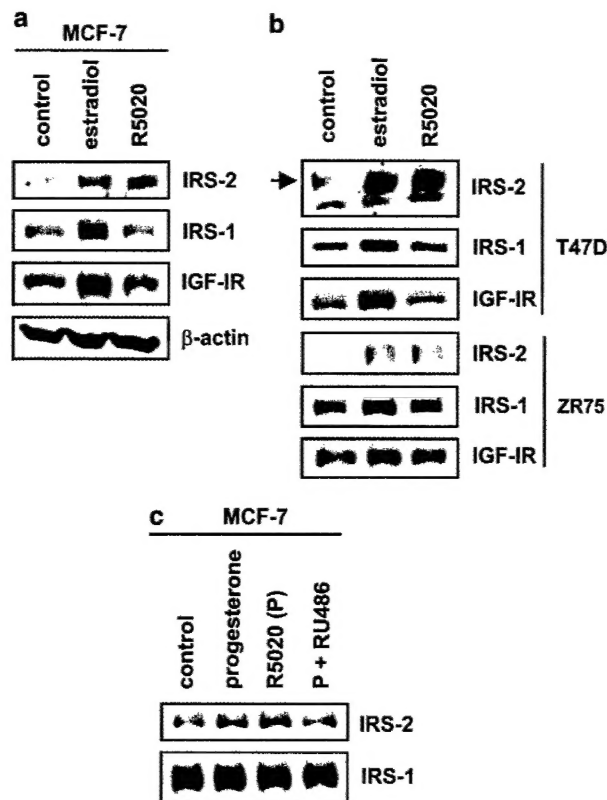 a
MCF-7
control
estradiol
R5020
IRS-2
IRS-1
IGF-IR
β-actin
b
control
estradiol
R5020
IRS-2
IRS-1
IGF-IR
T47D
IRS-2
IRS-1
IGF-IR
ZR75
c
MCF-7
control
progesterone
R5020 (P)
P + RU486
IRS-2
IRS-1